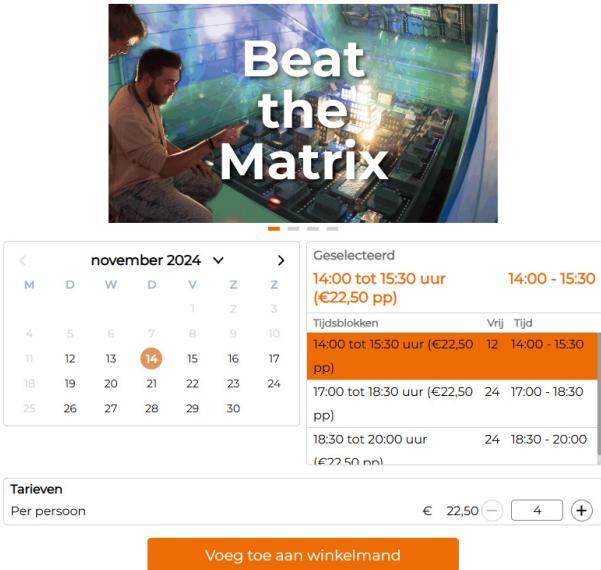 Beat
the
Matrix
november 2024
M D W D V Z Z
1 2 3
4 5 6 7 8 9 10
11 12 13 14 15 16 17
18 19 20 21 22 23 24
25 26 27 28 29 30
Geselecteerd
14:00 tot 15:30 uur 14:00 - 15:30
(€22,50 pp)
Tijdsblokken Vrij Tijd
14:00 tot 15:30 uur (€22,50 12 14:00 - 15:30
pp)
17:00 tot 18:30 uur (€22,50 24 17:00 - 18:30
pp)
18:30 tot 20:00 uur 24 18:30 - 20:00
(€22,50 pp)
Tarieven
Per persoon € 22,50 − 4 +
Voeg toe aan winkelmand